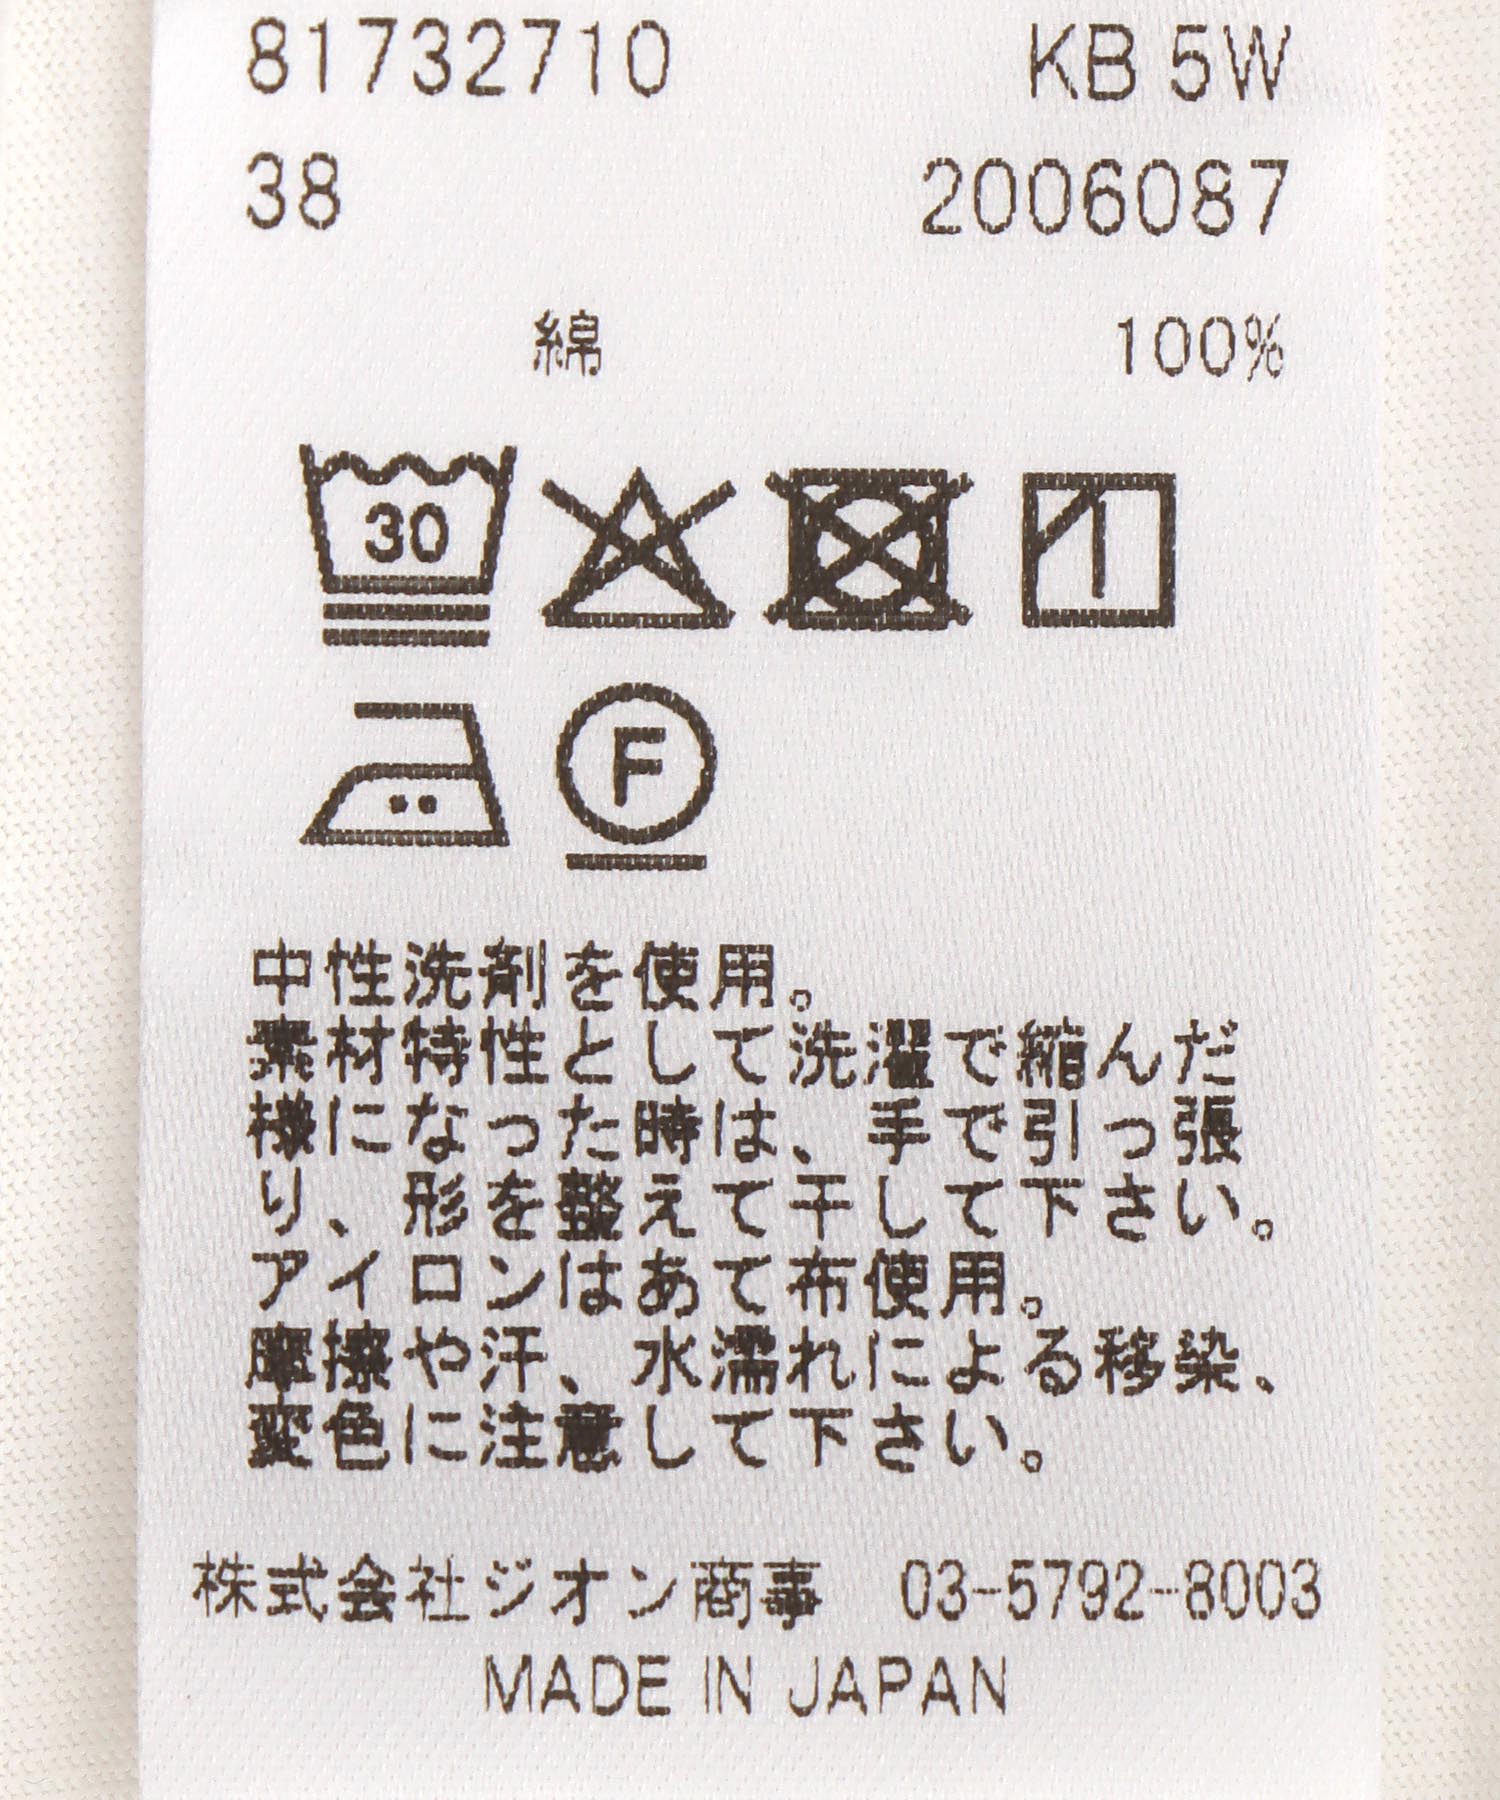 81732710 KB 5W
38 2006087
綿 100%
30
F
中性洗剤を使用。
素材特性として洗濯で縮んだ
様になった時は、手で引っ張
り、形を整えて干して下さい。
アイロンはあて布使用。
摩擦や汗、水濡れによる移染、
変色に注意して下さい。
株式会社ジオン商事 03-5792-8003
MADE IN JAPAN